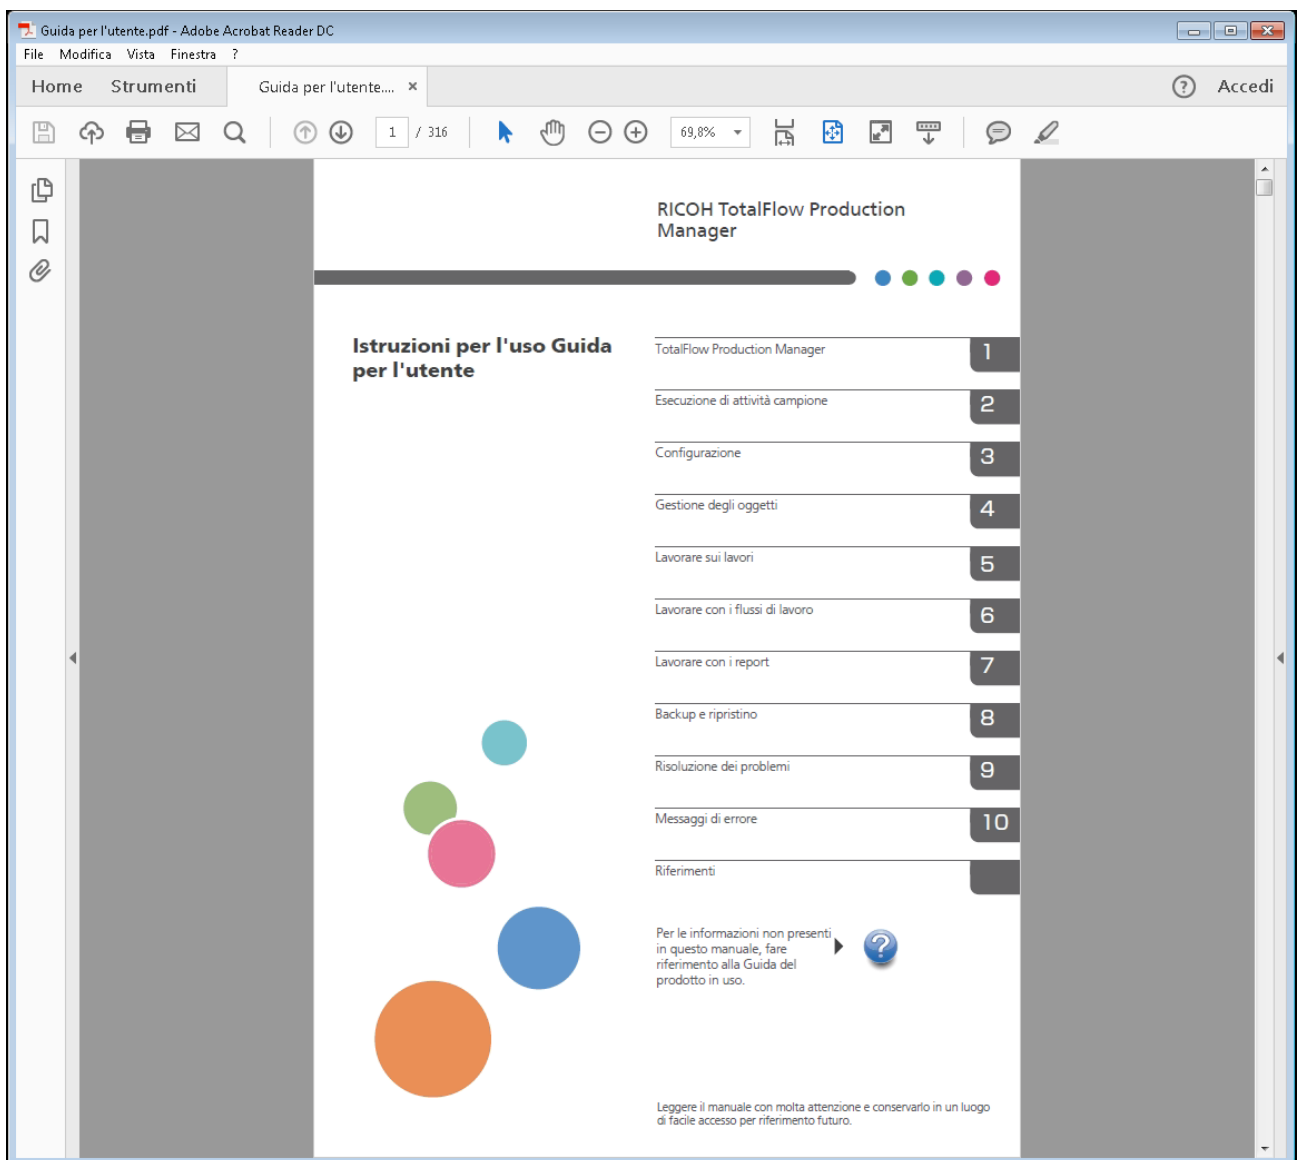 Guida per l'utente.pdf - Adobe Acrobat Reader DC
File Modifica Vista Finestra ?
Home Strumenti Guida per l'utente.... × ? Accedi
1 / 316 69,8%
RICOH TotalFlow Production
Manager
Istruzioni per l'uso Guida
per l'utente
TotalFlow Production Manager 1
Esecuzione di attività campione 2
Configurazione 3
Gestione degli oggetti 4
Lavorare sui lavori 5
Lavorare con i flussi di lavoro 6
Lavorare con i report 7
Backup e ripristino 8
Risoluzione dei problemi 9
Messaggi di errore 10
Riferimenti
Per le informazioni non presenti
in questo manuale, fare
riferimento alla Guida del
prodotto in uso.
?
Leggere il manuale con molta attenzione e conservarlo in un luogo
di facile accesso per riferimento futuro.